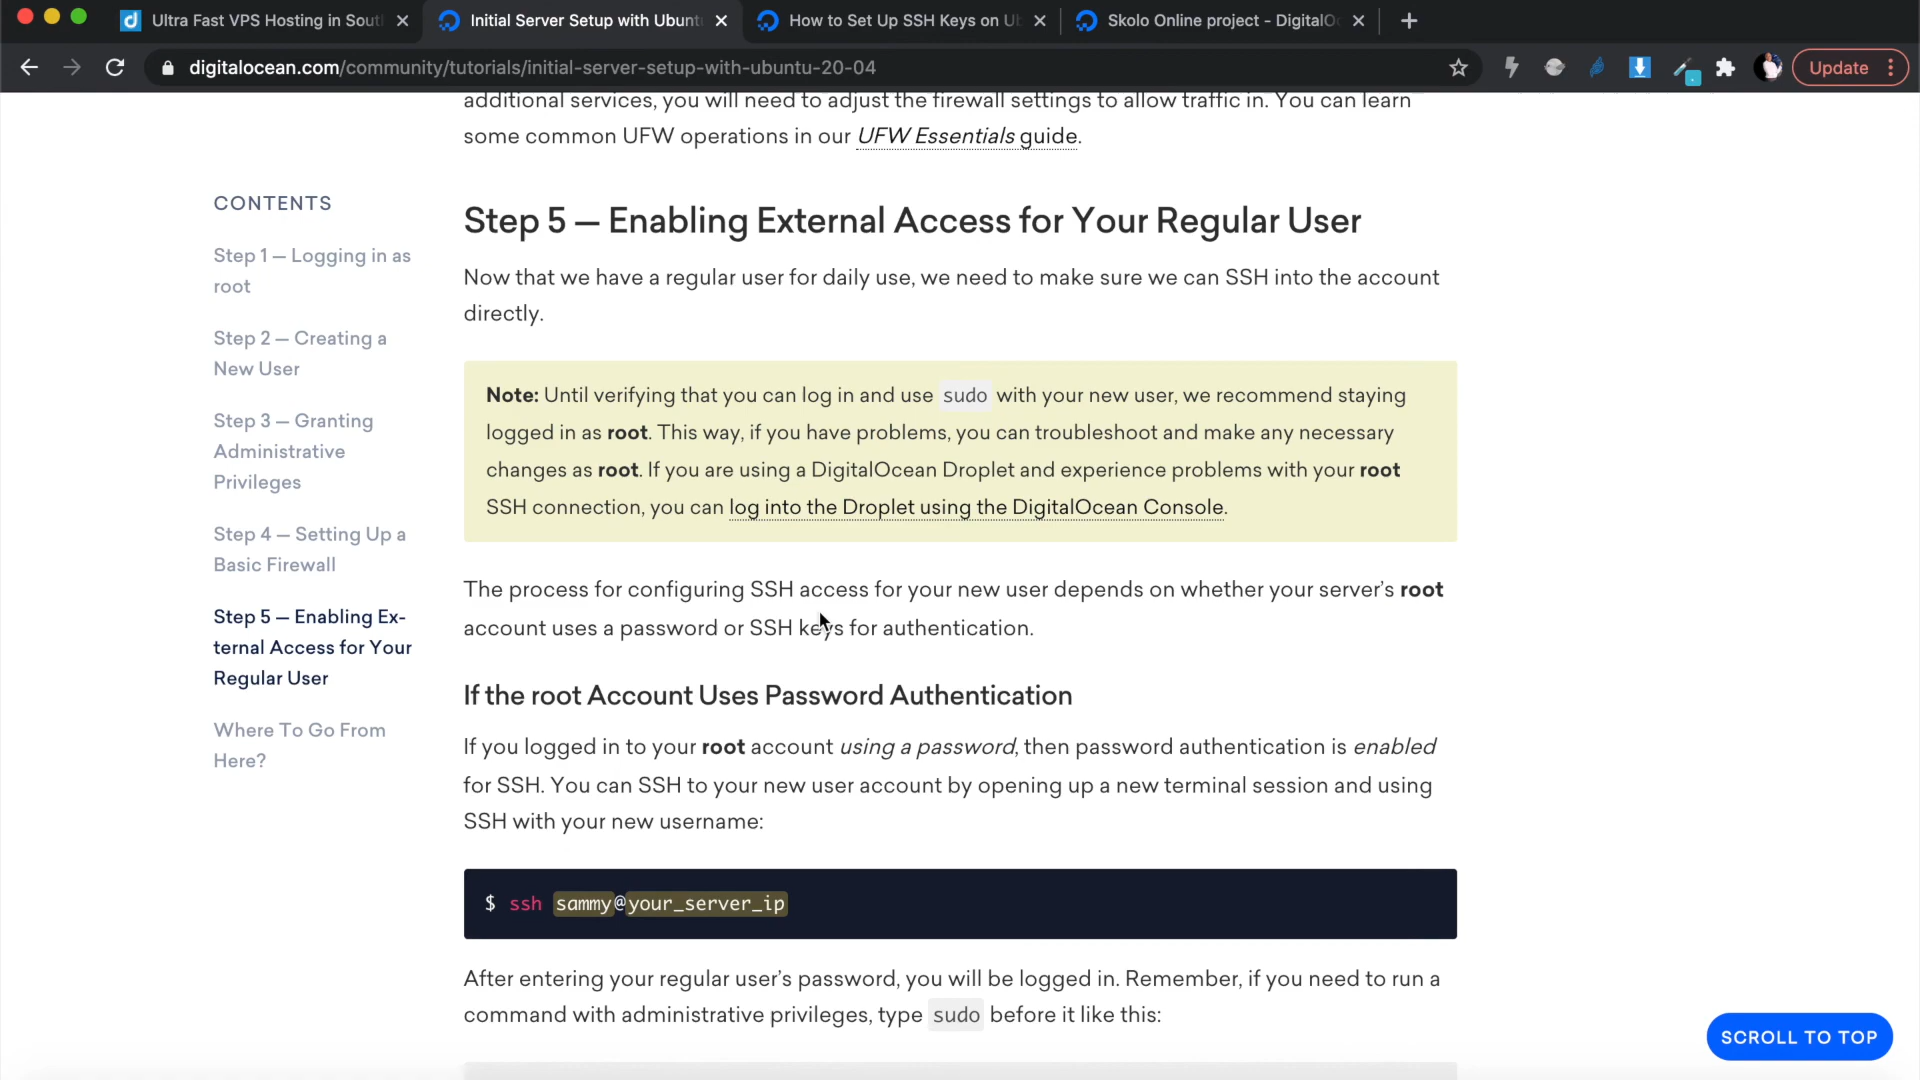 Ultra Fast VPS Hosting in Sout
Initial Server Setup with Ubunt
How to Set Up SSH Keys on Ub
Skolo Online project - DigitalOc
digitalocean.com/community/tutorials/initial-server-setup-with-ubuntu-20-04
Update
additional services, you will need to adjust the firewall settings to allow traffic in. You can learn
some common UFW operations in our UFW Essentials guide.
CONTENTS
Step 1 — Logging in as
root
Step 2 — Creating a
New User
Step 3 — Granting
Administrative
Privileges
Step 4 — Setting Up a
Basic Firewall
Step 5 — Enabling Ex-
ternal Access for Your
Regular User
Where To Go From
Here?
Step 5 — Enabling External Access for Your Regular User
Now that we have a regular user for daily use, we need to make sure we can SSH into the account
directly.
Note: Until verifying that you can log in and use sudo with your new user, we recommend staying
logged in as root. This way, if you have problems, you can troubleshoot and make any necessary
changes as root. If you are using a DigitalOcean Droplet and experience problems with your root
SSH connection, you can log into the Droplet using the DigitalOcean Console.
The process for configuring SSH access for your new user depends on whether your server's root
account uses a password or SSH keys for authentication.
If the root Account Uses Password Authentication
If you logged in to your root account using a password, then password authentication is enabled
for SSH. You can SSH to your new user account by opening up a new terminal session and using
SSH with your new username:
$ ssh sammy@your_server_ip
After entering your regular user's password, you will be logged in. Remember, if you need to run a
command with administrative privileges, type sudo before it like this:
SCROLL TO TOP